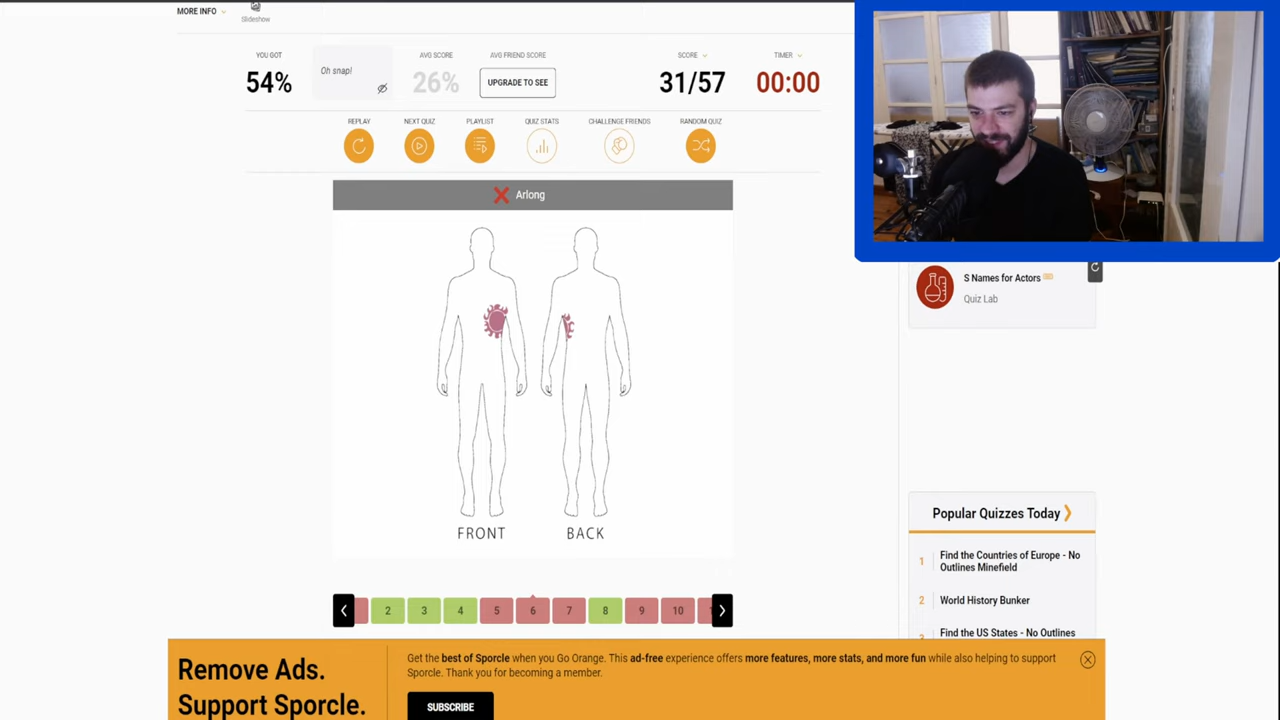 MORE INFO
Slideshow
YOU GOT
54%
Oh snap!
AVG SCORE
26%
AVG FRIEND SCORE
UPGRADE TO SEE
SCORE
31/57
TIMER
00:00
REPLAY
NEXT QUIZ
PLAYLIST
QUIZ STATS
CHALLENGE FRIENDS
RANDOM QUIZ
Arlong
FRONT
BACK
2 3 4 5 6 7 8 9 10
S Names for Actors
Quiz Lab
Popular Quizzes Today
1 Find the Countries of Europe - No
Outlines Minefield
2 World History Bunker
Find the US States - No Outlines
Remove Ads.
Support Sporcle.
Get the best of Sporcle when you Go Orange. This ad-free experience offers more features, more stats, and more fun while also helping to support
Sporcle. Thank you for becoming a member.
SUBSCRIBE